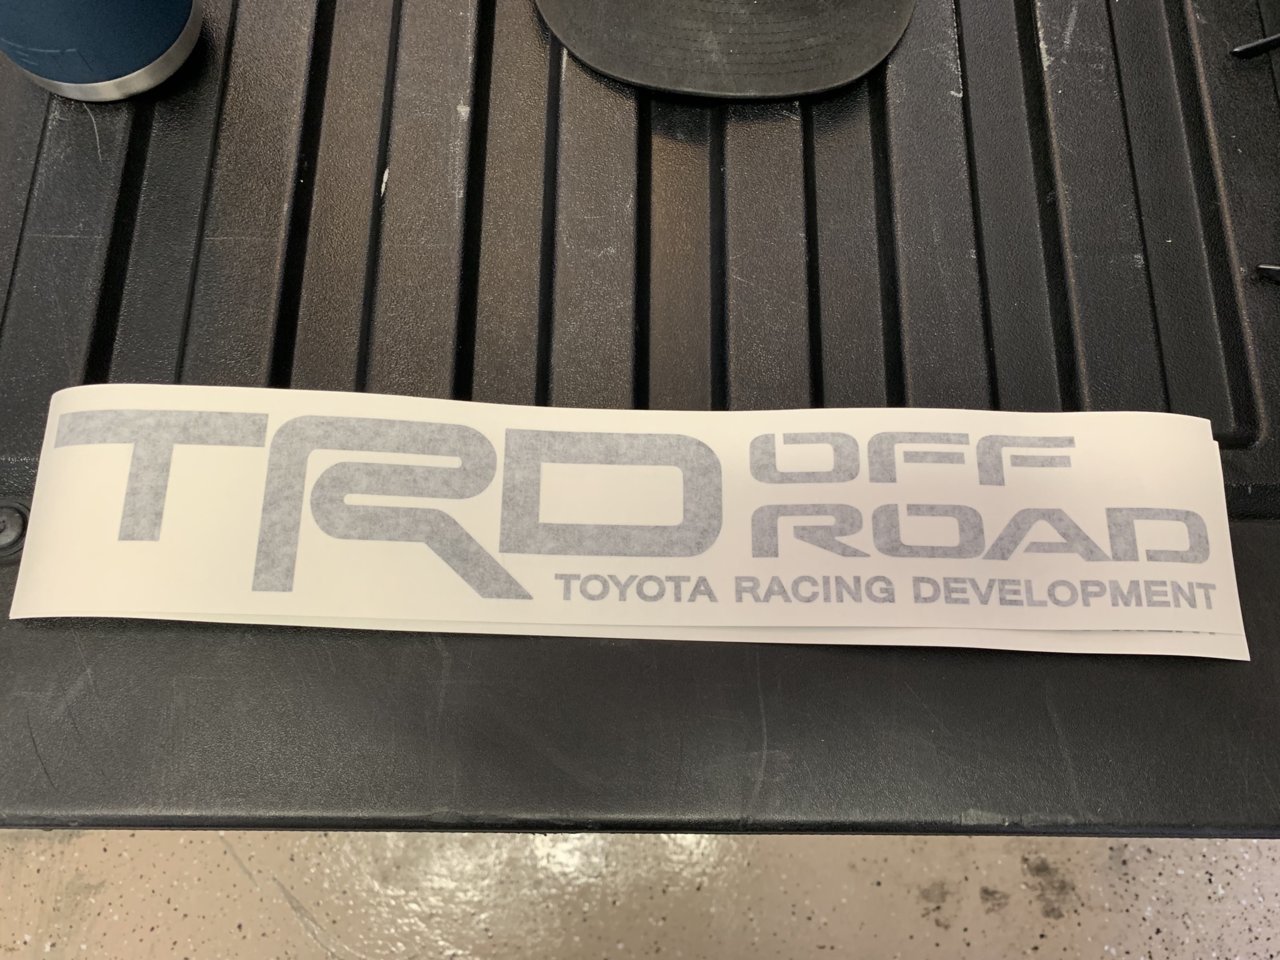 TRD OFF
ROAD
TOYOTA RACING DEVELOPMENT